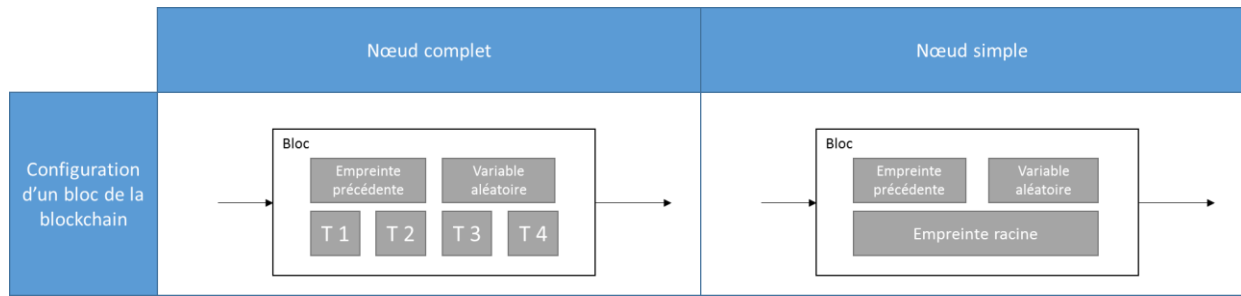 Nœud complet
Nœud simple
Configuration
d'un bloc de la
blockchain
Bloc
Empreinte
précédente
Variable
aléatoire
T 1
T 2
T 3
T 4
Bloc
Empreinte
précédente
Variable
aléatoire
Empreinte racine